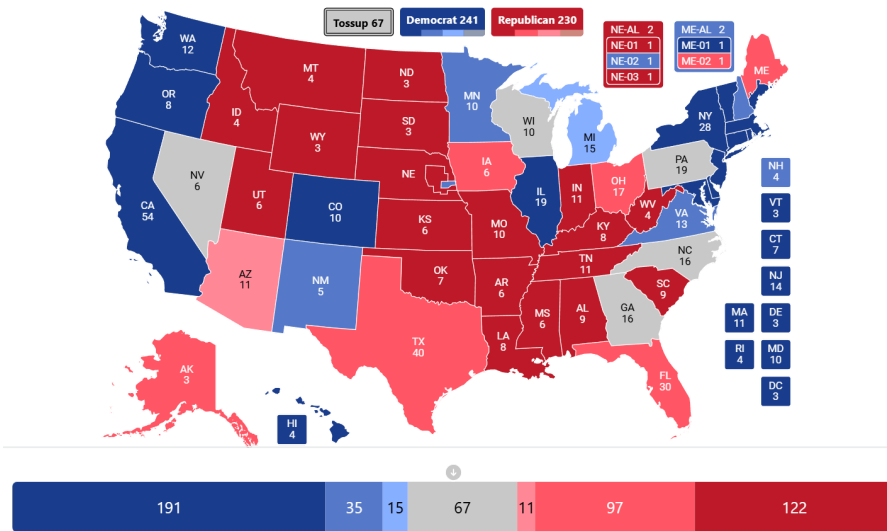 Tossup 67
Democrat 241
Republican 230
NE-AL 2
NE-01 1
NE-02 1
NE-03 1
ME-AL 2
ME-01 1
ME-02 1
WA
12
OR
8
CA
54
NV
6
ID
4
MT
4
WY
3
UT
6
AZ
11
CO
10
NM
5
ND
3
SD
3
NE
KS
6
OK
7
TX
40
MN
10
IA
6
MO
10
AR
6
LA
8
WI
10
IL
19
MI
15
IN
11
OH
17
KY
8
TN
11
MS
6
AL
9
GA
16
FL
30
SC
9
NC
16
VA
13
WV
4
PA
19
NY
28
ME
NH
4
VT
3
CT
7
NJ
14
MA
11
DE
3
RI
4
MD
10
DC
3
AK
3
HI
4
191
35
15
67
11
97
122